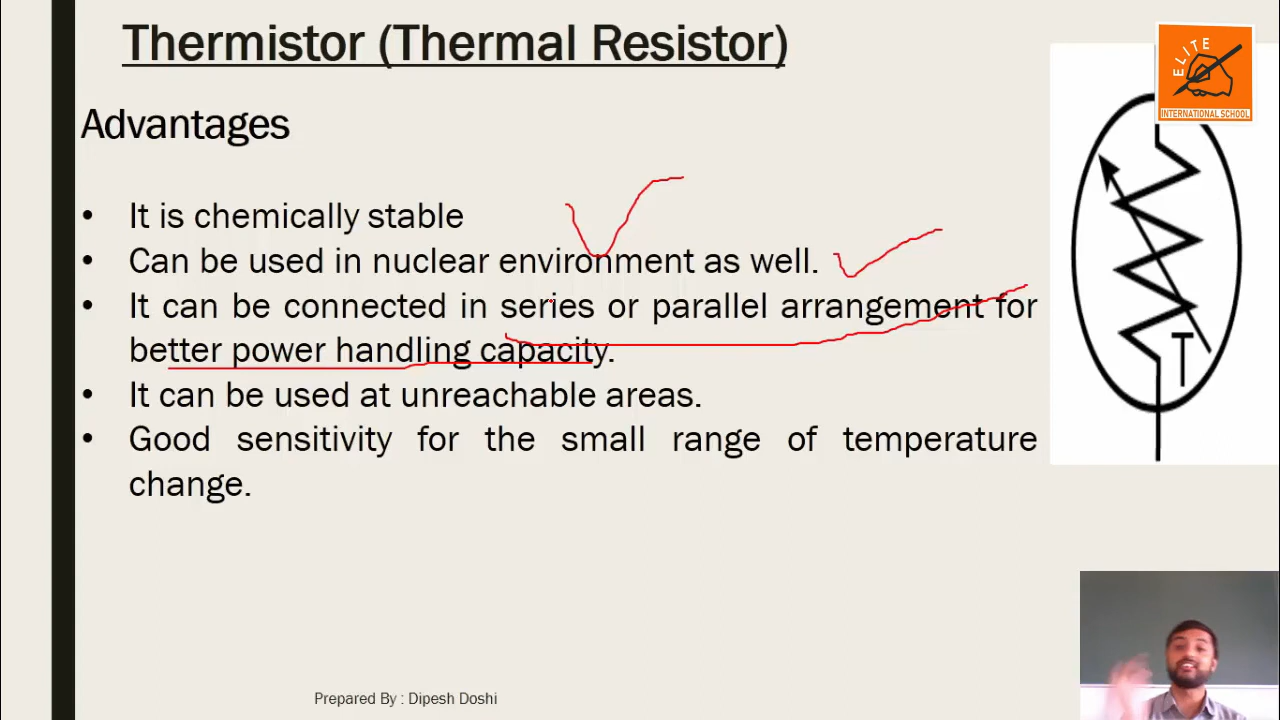 Thermistor (Thermal Resistor)
ELITE
INTERNATIONAL SCHOOL
Advantages
• It is chemically stable
• Can be used in nuclear environment as well.
• It can be connected in series or parallel arrangement for
better power handling capacity.
• It can be used at unreachable areas.
• Good sensitivity for the small range of temperature
change.
T
Prepared By : Dipesh Doshi